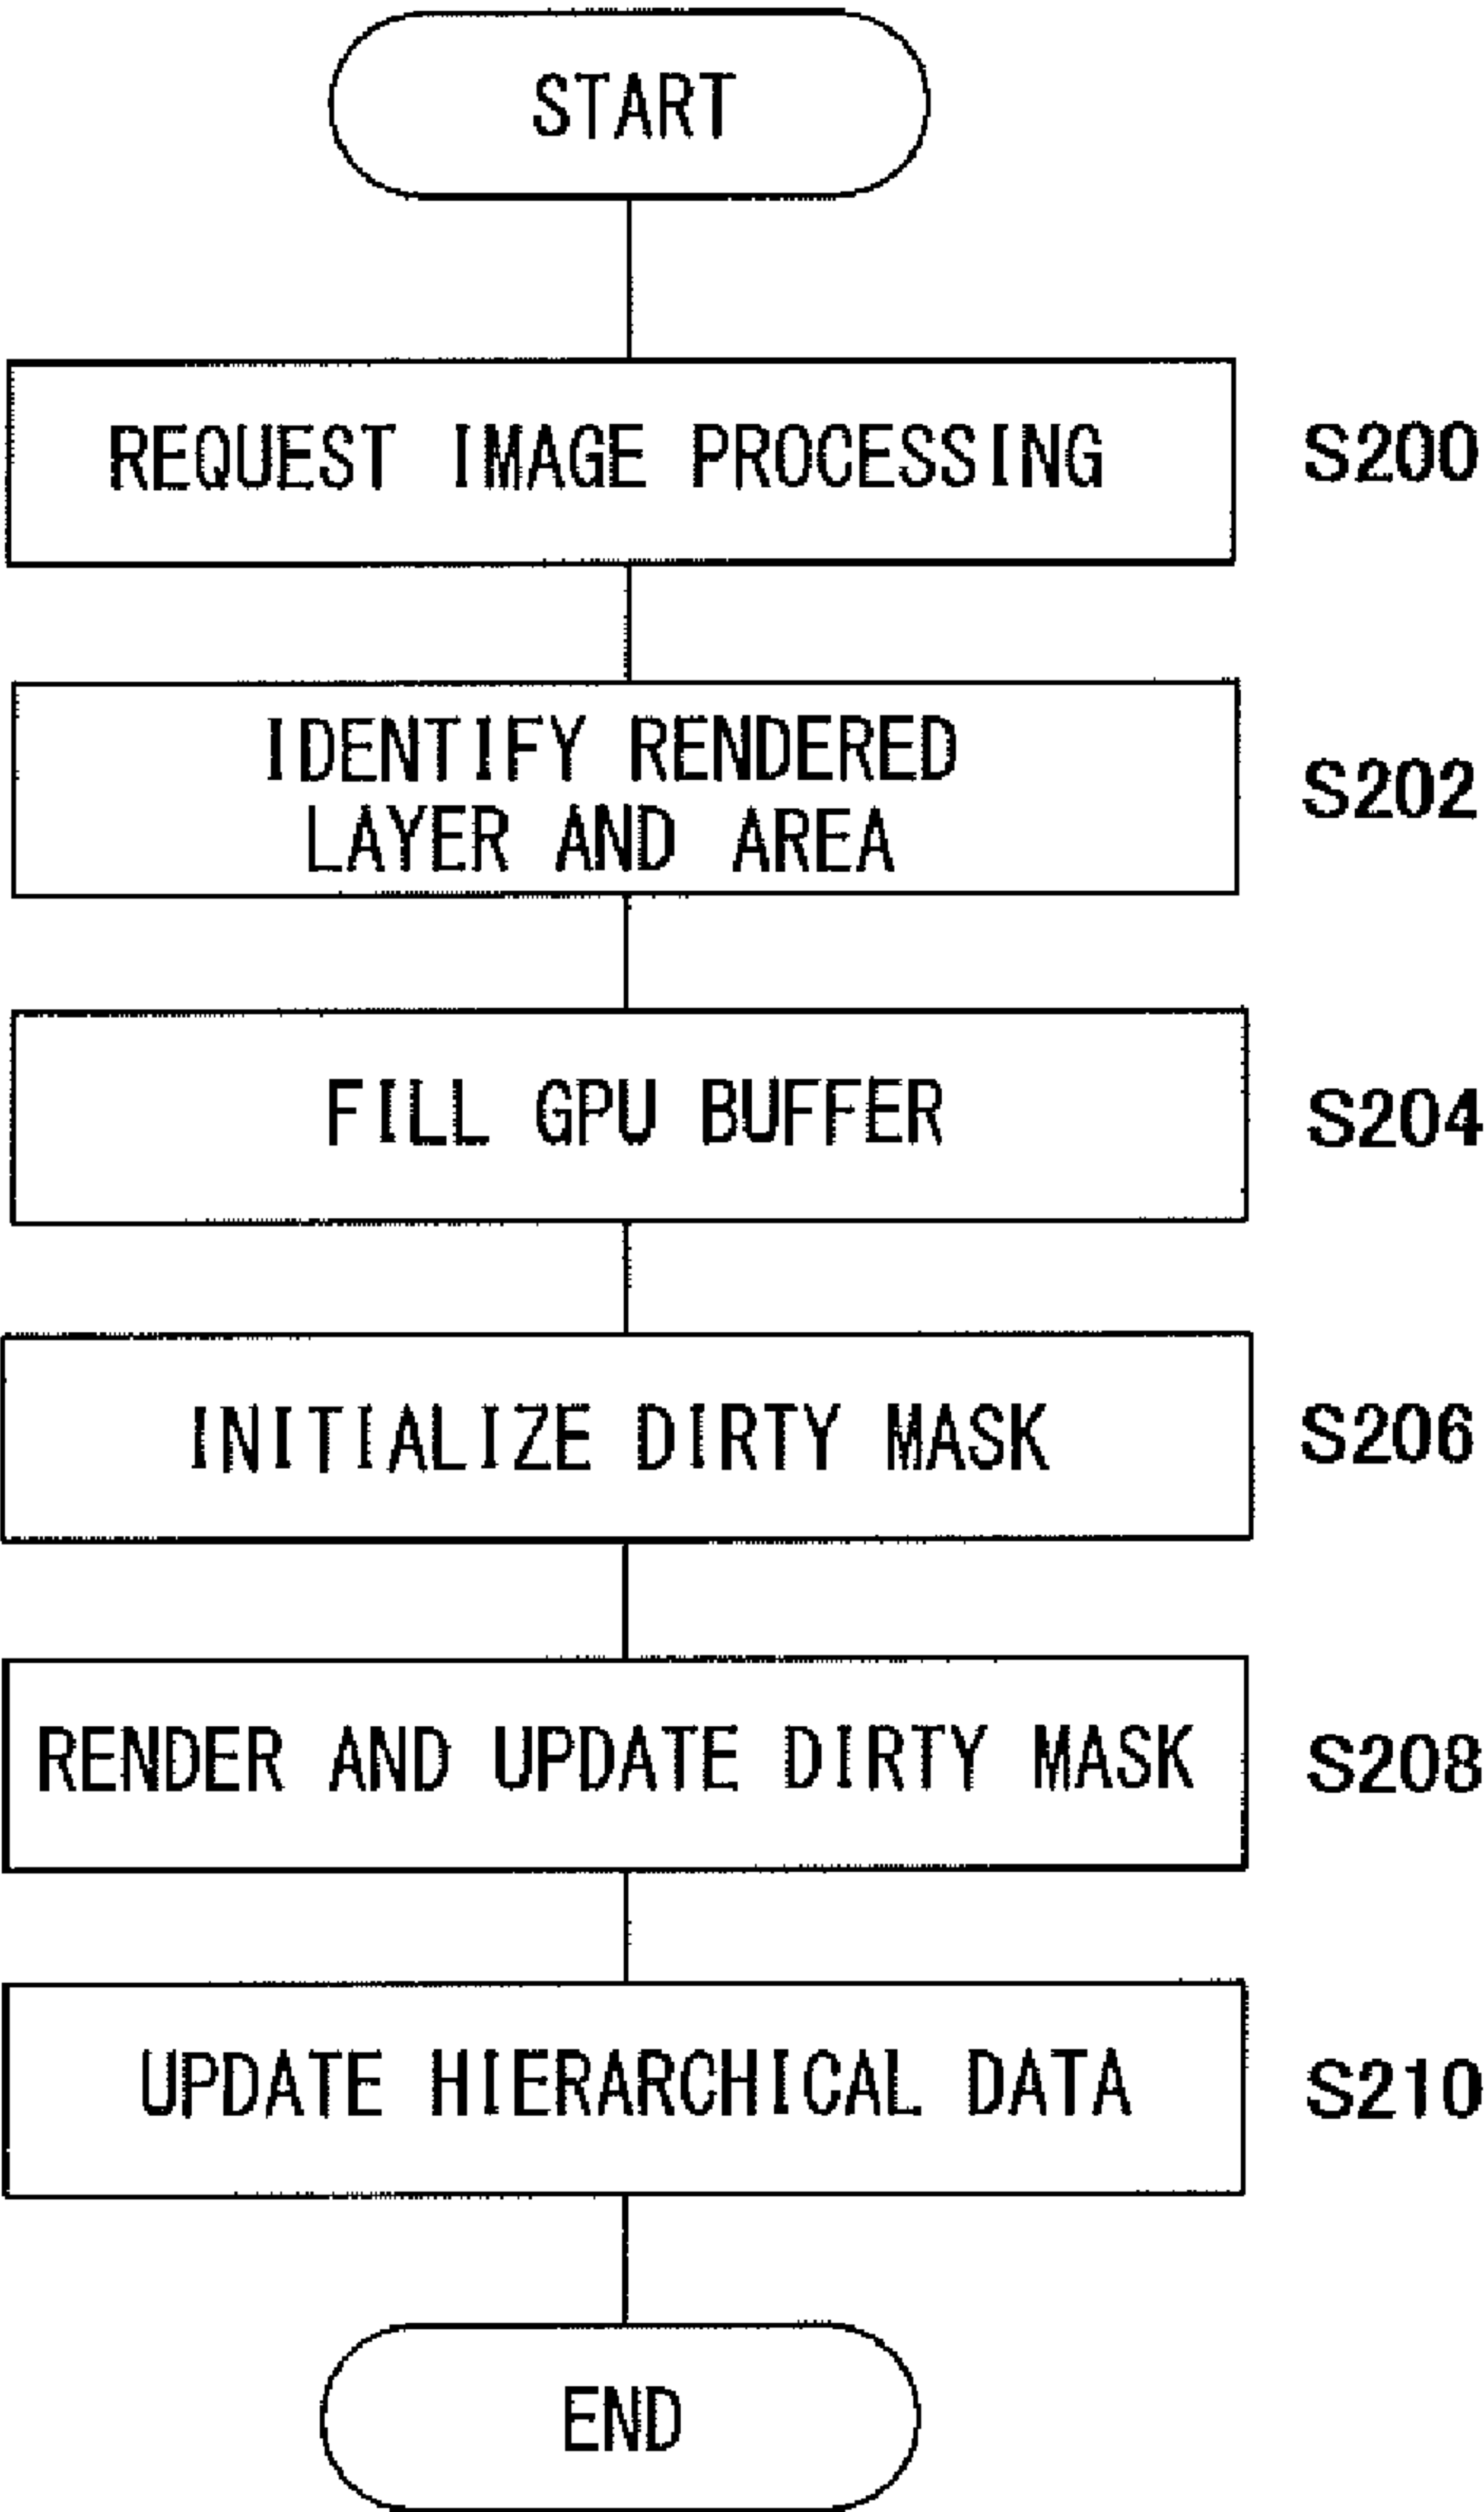 START
REQUEST IMAGE PROCESSING
S200
IDENTIFY RENDERED
LAYER AND AREA
S202
FILL GPU BUFFER
S204
INITIALIZE DIRTY MASK
S206
RENDER AND UPDATE DIRTY MASK
S208
UPDATE HIERARCHICAL DATA
S210
END